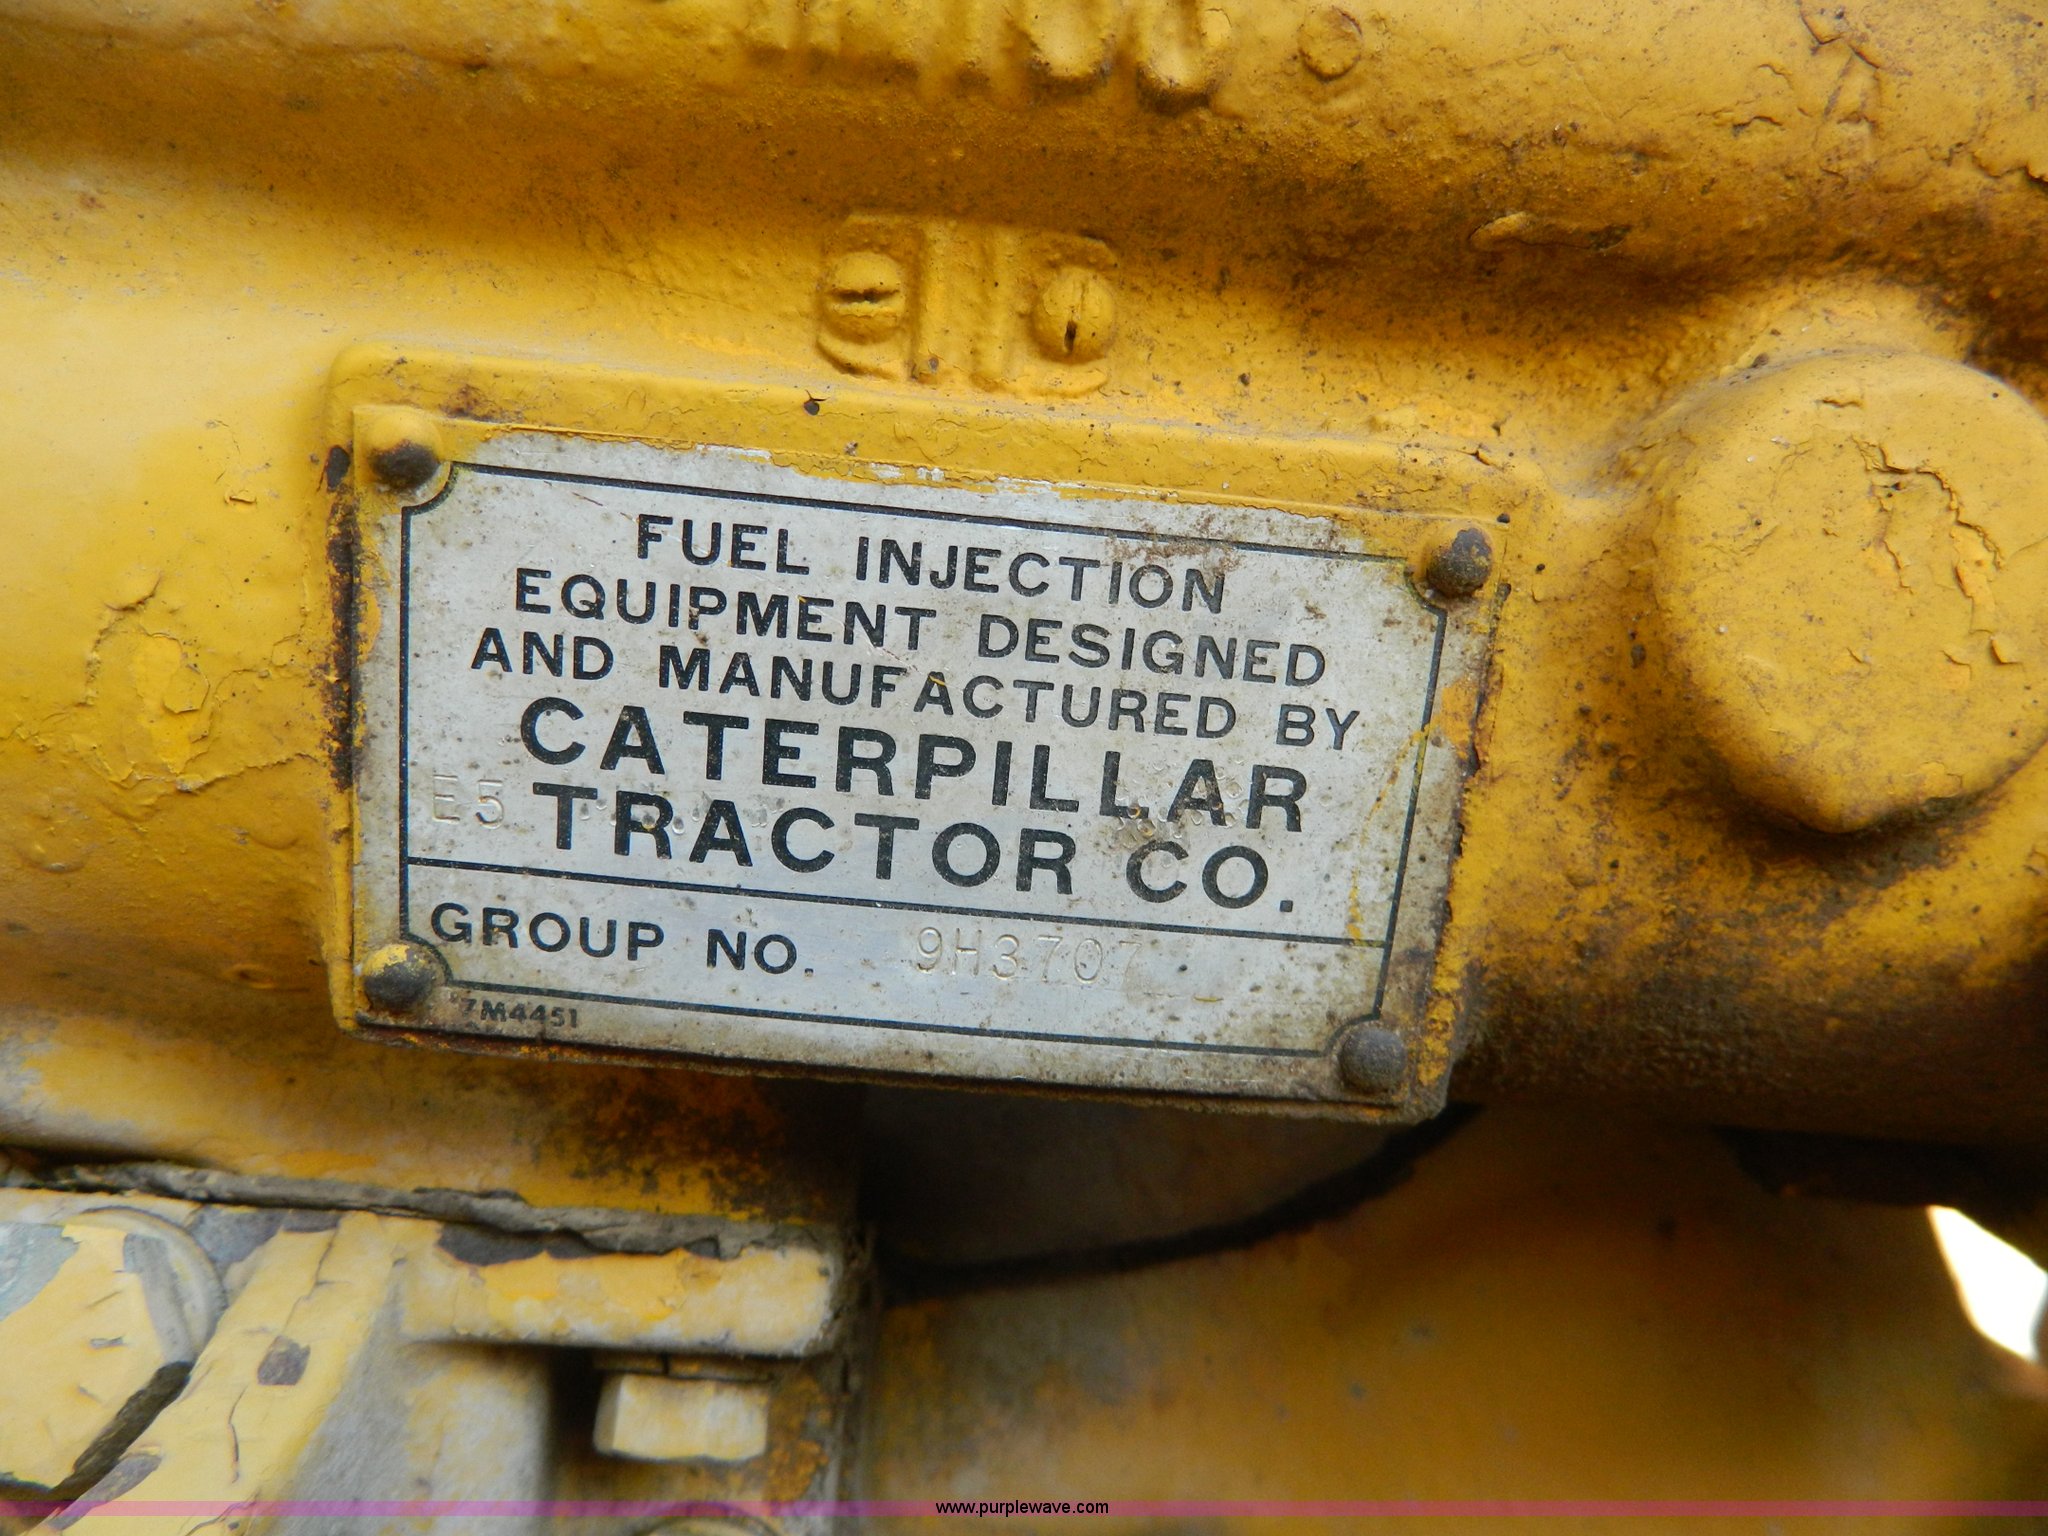 FUEL INJECTION
EQUIPMENT DESIGNED
AND MANUFACTURED BY
CATERPILLAR
E5 TRACTOR CO.
GROUP NO. 9H3707
7M4451
www.purplewave.com